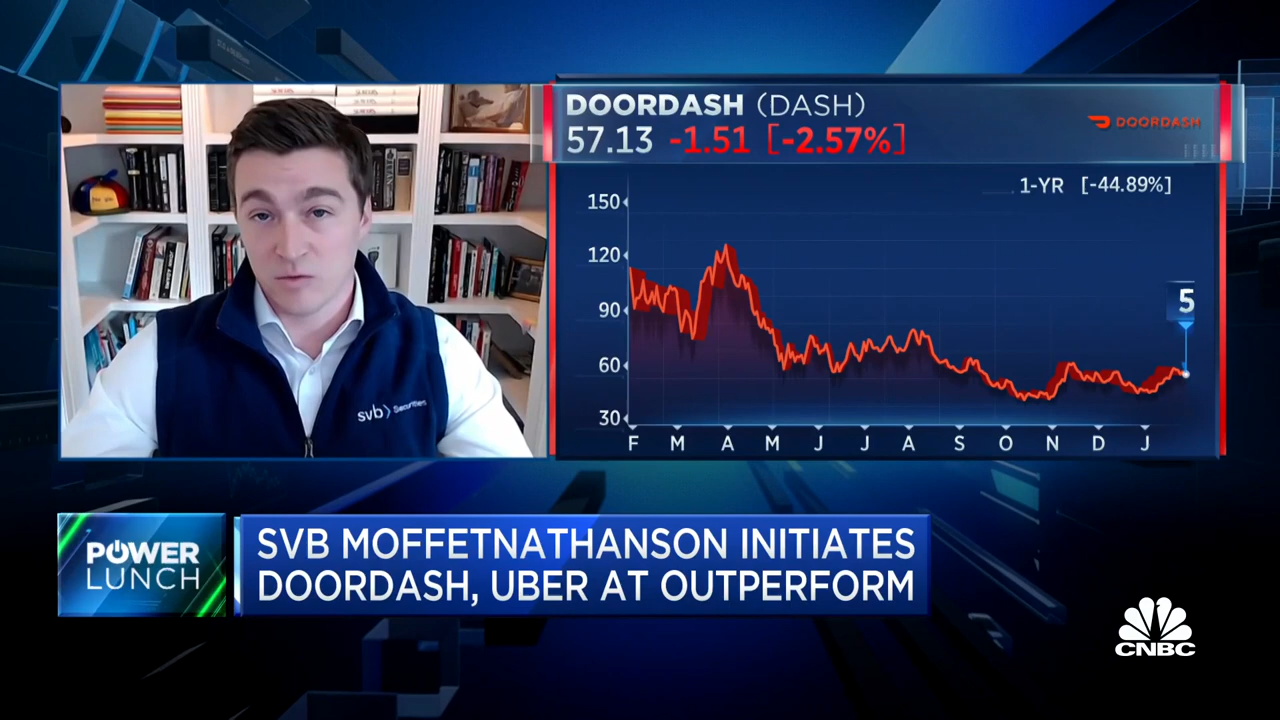 DOORDASH (DASH)
57.13 -1.51 [-2.57%]
DOORDASH
1-YR [-44.89%]
150
120
90
60
30
5
F M A M J J A S O N D J
svb Securities
POWER
LUNCH
SVB MOFFETNATHANSON INITIATES
DOORDASH, UBER AT OUTPERFORM
CNBC